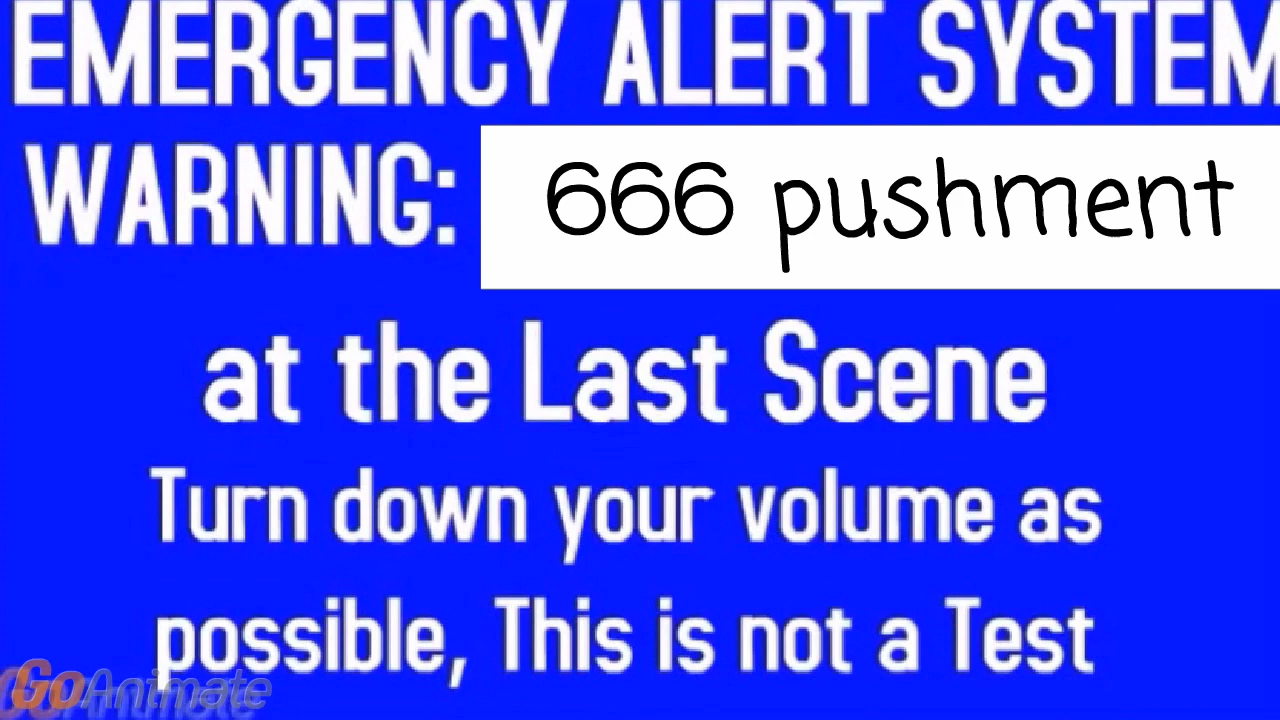 EMERGENCY ALERT SYSTEM
WARNING: 666 pushment
at the Last Scene
Turn down your volume as
possible, This is not a Test
GoAnimate
GoAnimate